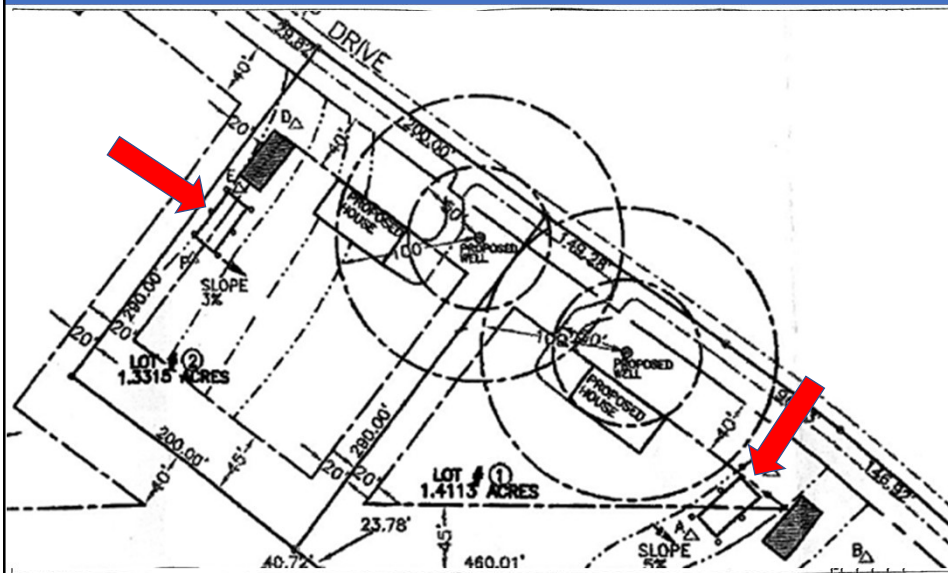 DRIVE
29.82'
40'
20'
D
40'
200.00'
E
PROPOSED
HOUSE
100'
PROPOSED
WELL
149.28'
F
SLOPE
3%
290.00'
20'
20'
LOT # 2
1.3315 ACRES
PROPOSED
WELL
PROPOSED
HOUSE
40'
200.00'
40'
45'
290.00'
20'
20'
LOT # 1
1.4113 ACRES
146.92'
23.78'
45'
A
SLOPE
5%
B
40.72'
460.01'